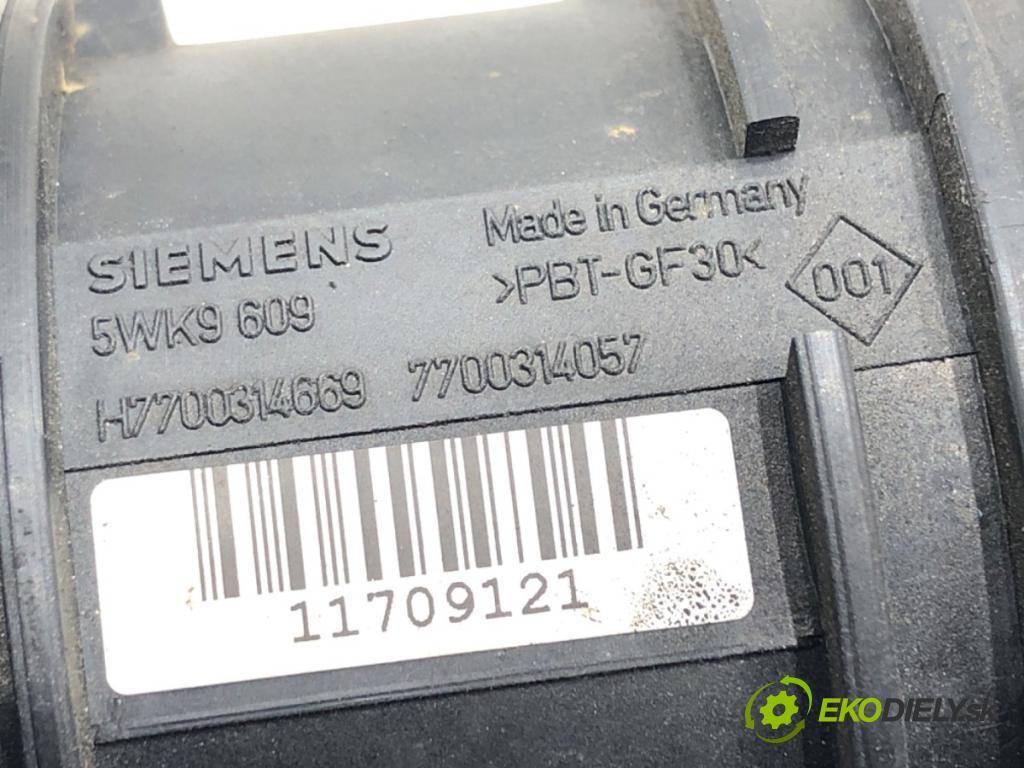 SIEMENS
5WK9 609
H7700314669 7700314057
Made in Germany
>PBT-GF30<
001
11709121
EKODIELY.SK